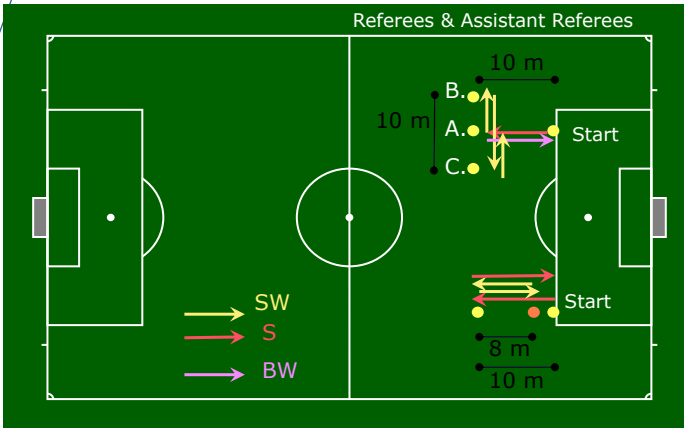 Referees & Assistant Referees
10 m
B.
10 m
A.
Start
C.
SW
Start
S
8 m
BW
10 m